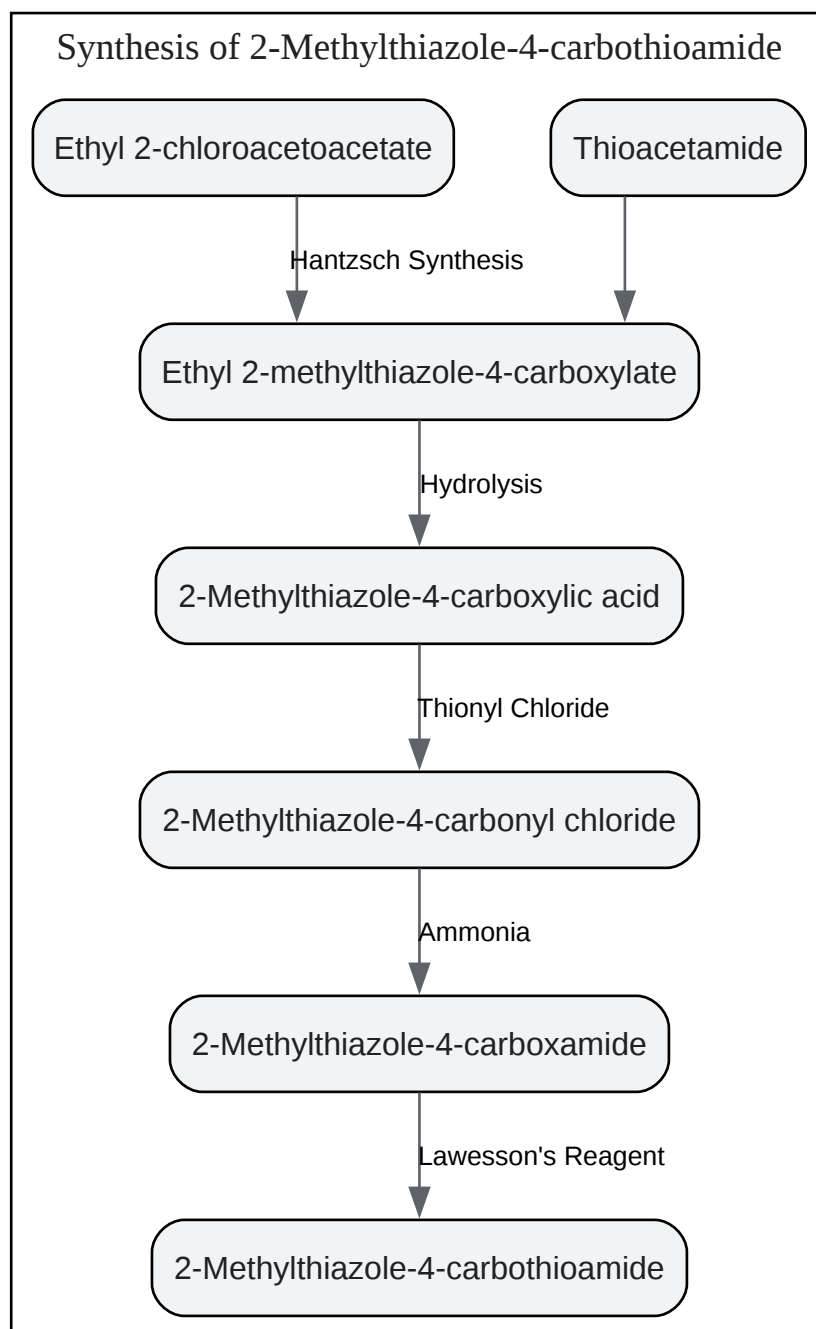 Synthesis of 2-Methylthiazole-4-carbothioamide
Ethyl 2-chloroacetoacetate
Thioacetamide
Hantzsch Synthesis
Ethyl 2-methylthiazole-4-carboxylate
Hydrolysis
2-Methylthiazole-4-carboxylic acid
Thionyl Chloride
2-Methylthiazole-4-carbonyl chloride
Ammonia
2-Methylthiazole-4-carboxamide
Lawesson's Reagent
2-Methylthiazole-4-carbothioamide